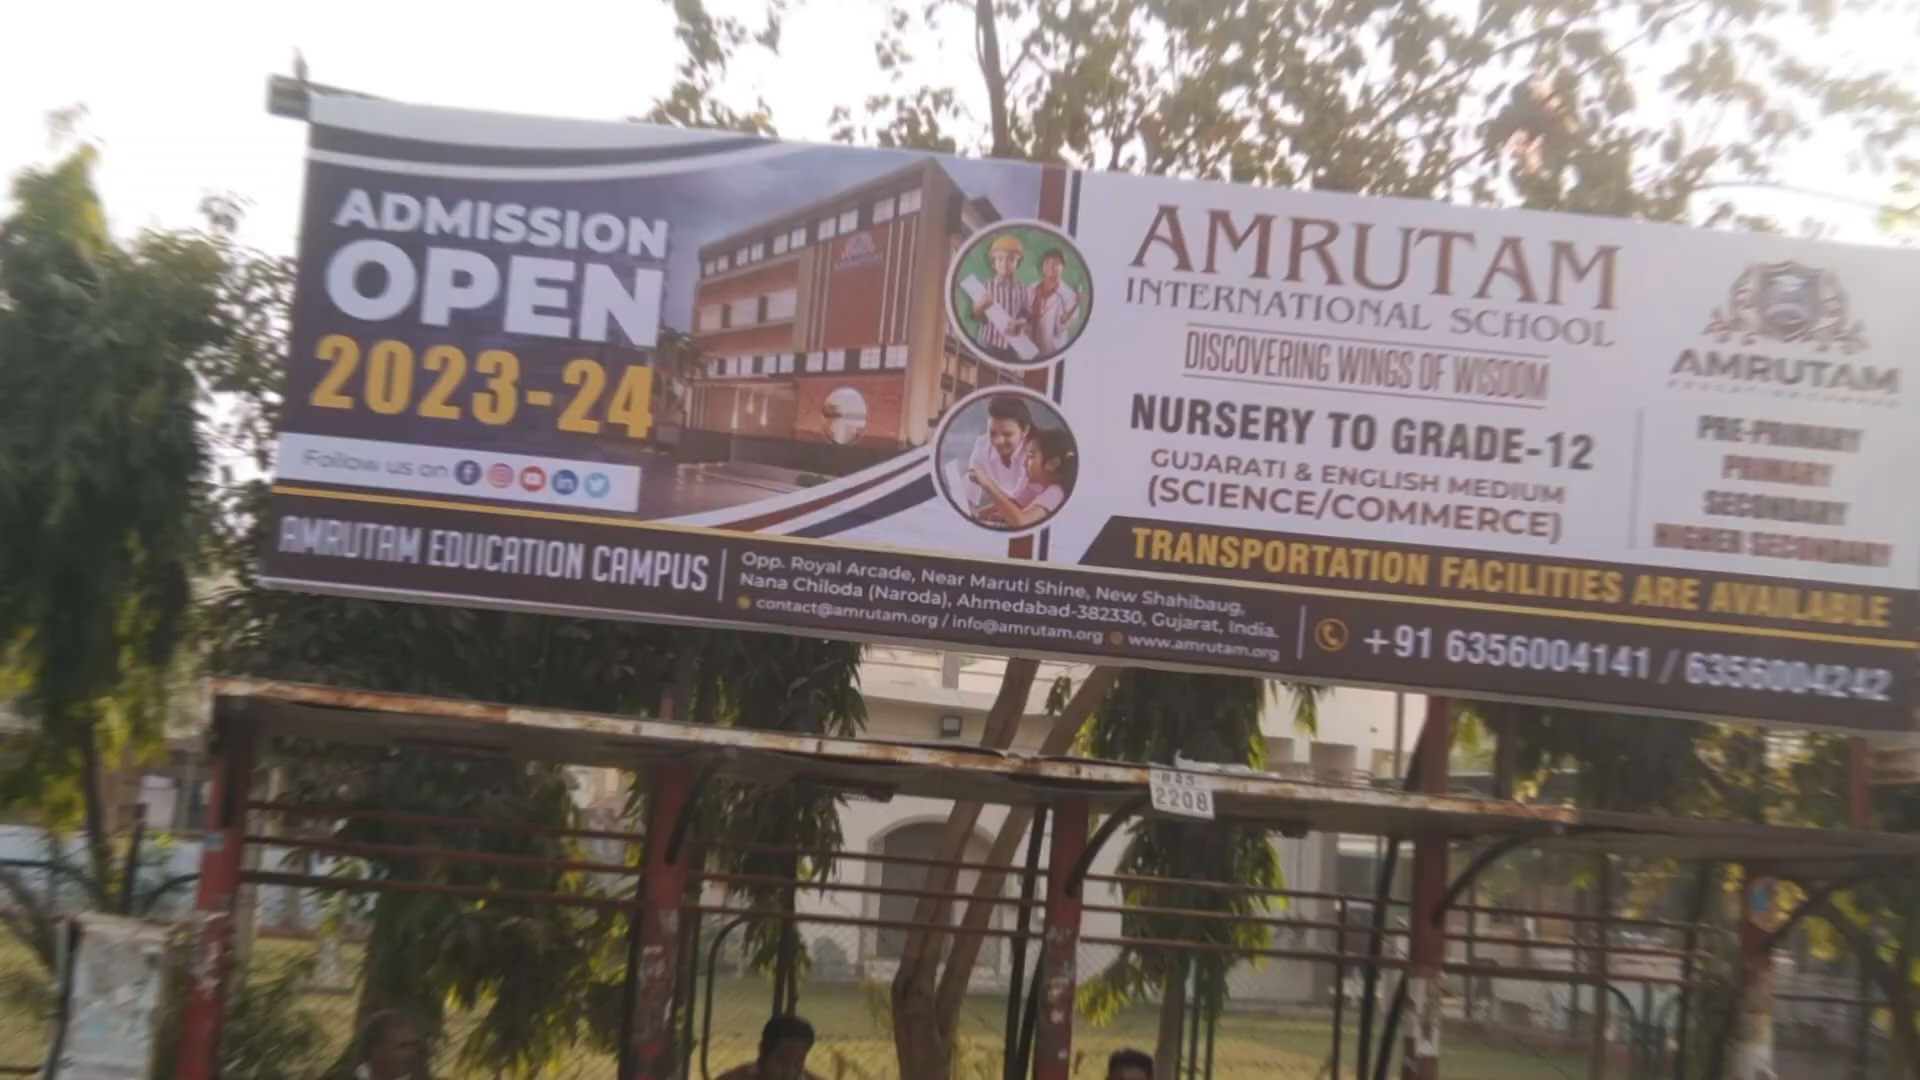 ADMISSION
OPEN
2023-24
Follow us on
AMRUTAM
INTERNATIONAL SCHOOL
DISCOVERING WINGS OF WISDOM
NURSERY TO GRADE-12
GUJARATI & ENGLISH MEDIUM
(SCIENCE/COMMERCE)
AMRUTAM
PRE-PRIMARY
PRIMARY
SECONDARY
HIGHER SECONDARY
TRANSPORTATION FACILITIES ARE AVAILABLE
AMRUTAM EDUCATION CAMPUS
Opp. Royal Arcade, Near Maruti Shine, New Shahibaug,
Nana Chiloda (Naroda), Ahmedabad-382330, Gujarat, India.
contact@amrutam.org / info@amrutam.org www.amrutam.org
+91 6356004141 / 6356004242
2208